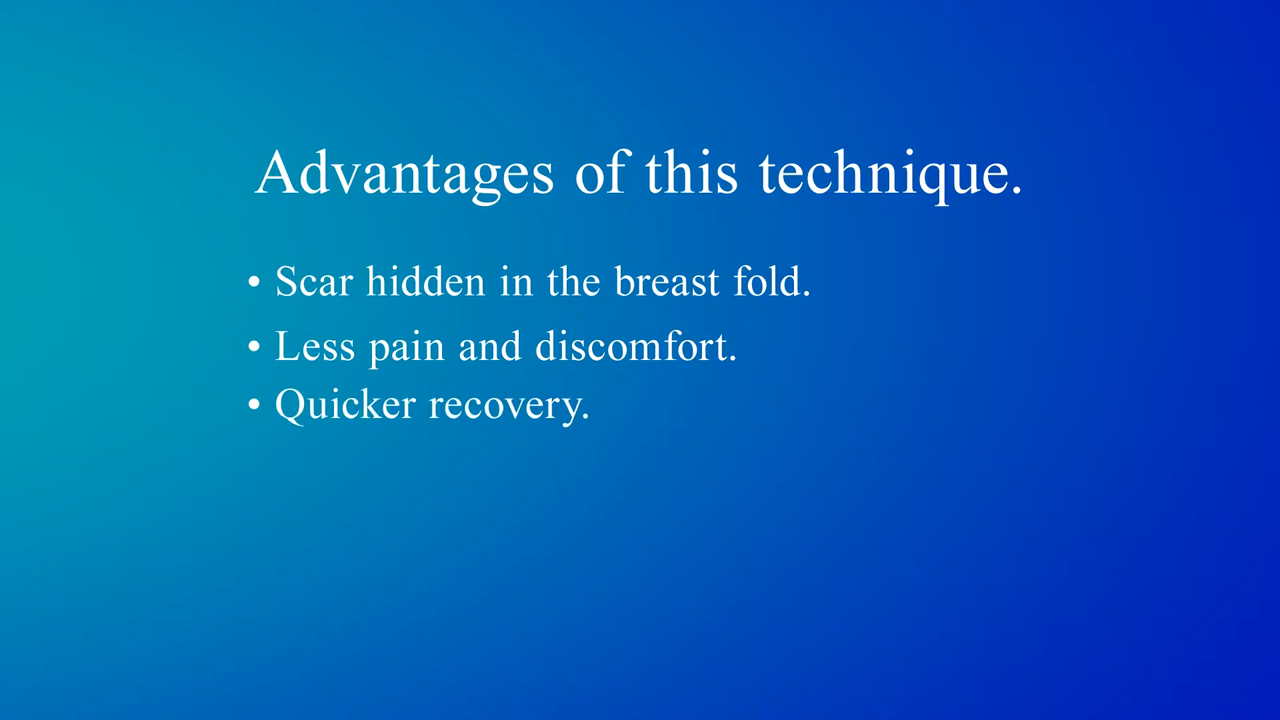 Advantages of this technique.
• Scar hidden in the breast fold.
• Less pain and discomfort.
• Quicker recovery.